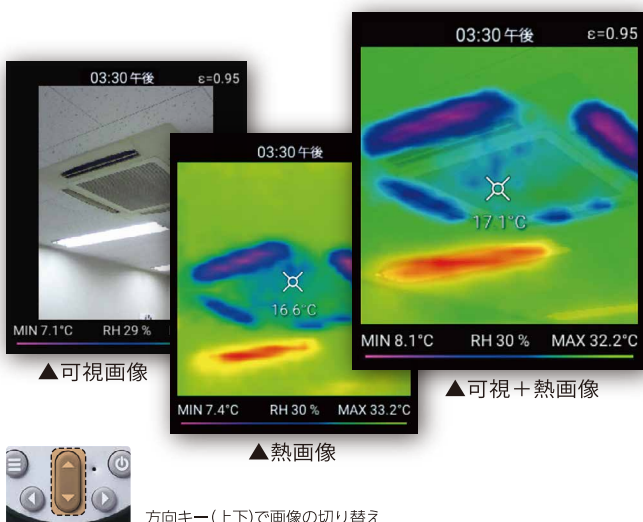 03:30 午後 ε=0.95
MIN 7.1°C RH 29 %
▲可視画像
03:30 午後
16.6°C
MIN 7.4°C RH 30 % MAX 33.2°C
▲熱画像
03:30 午後 ε=0.95
17.1°C
MIN 8.1°C RH 30 % MAX 32.2°C
▲可視＋熱画像
方向キー(上下)で画像の切り替え